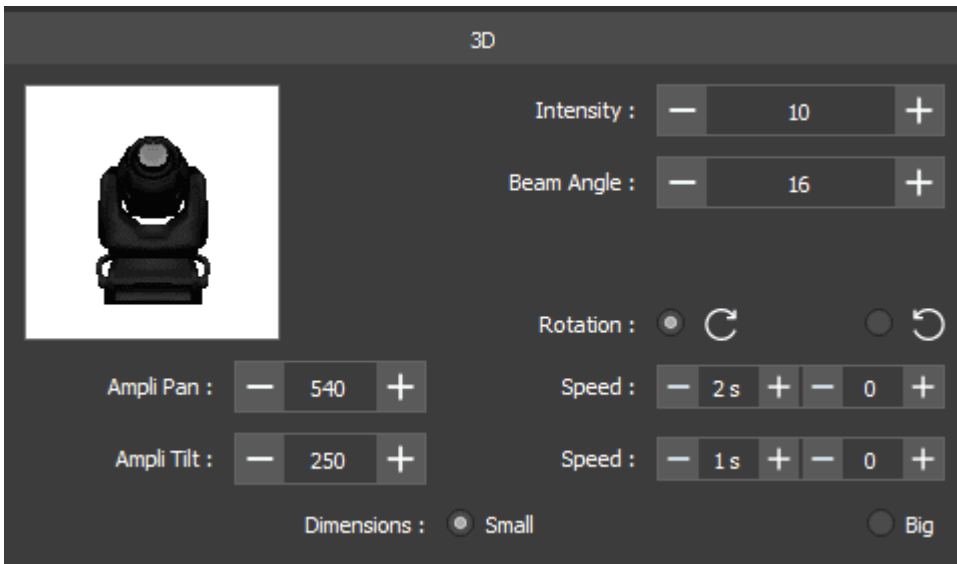 3D
Intensity : 10
Beam Angle : 16
Rotation :
Ampli Pan : 540 Speed : 2 s 0
Ampli Tilt : 250 Speed : 1 s 0
Dimensions : Small Big